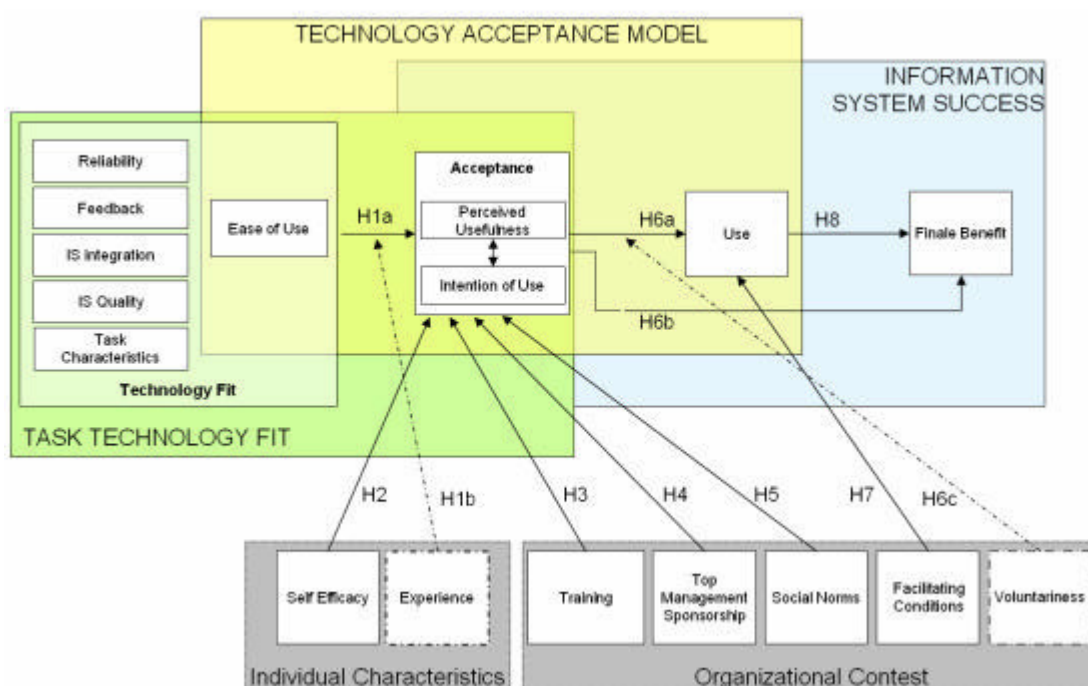 TECHNOLOGY ACCEPTANCE MODEL
INFORMATION
SYSTEM SUCCESS
Reliability
Feedback
IS Integration
IS Quality
Task
Characteristics
Technology Fit
Ease of Use
H1a
Acceptance
Perceived
Usefulness
Intention of Use
H6a
Use
H8
Finale Benefit
H6b
TASK TECHNOLOGY FIT
H2
H1b
H3
H4
H5
H7
H6c
Self Efficacy
Experience
Training
Top
Management
Sponsorship
Social Norms
Facilitating
Conditions
Voluntariness
Individual Characteristics
Organizational Contest